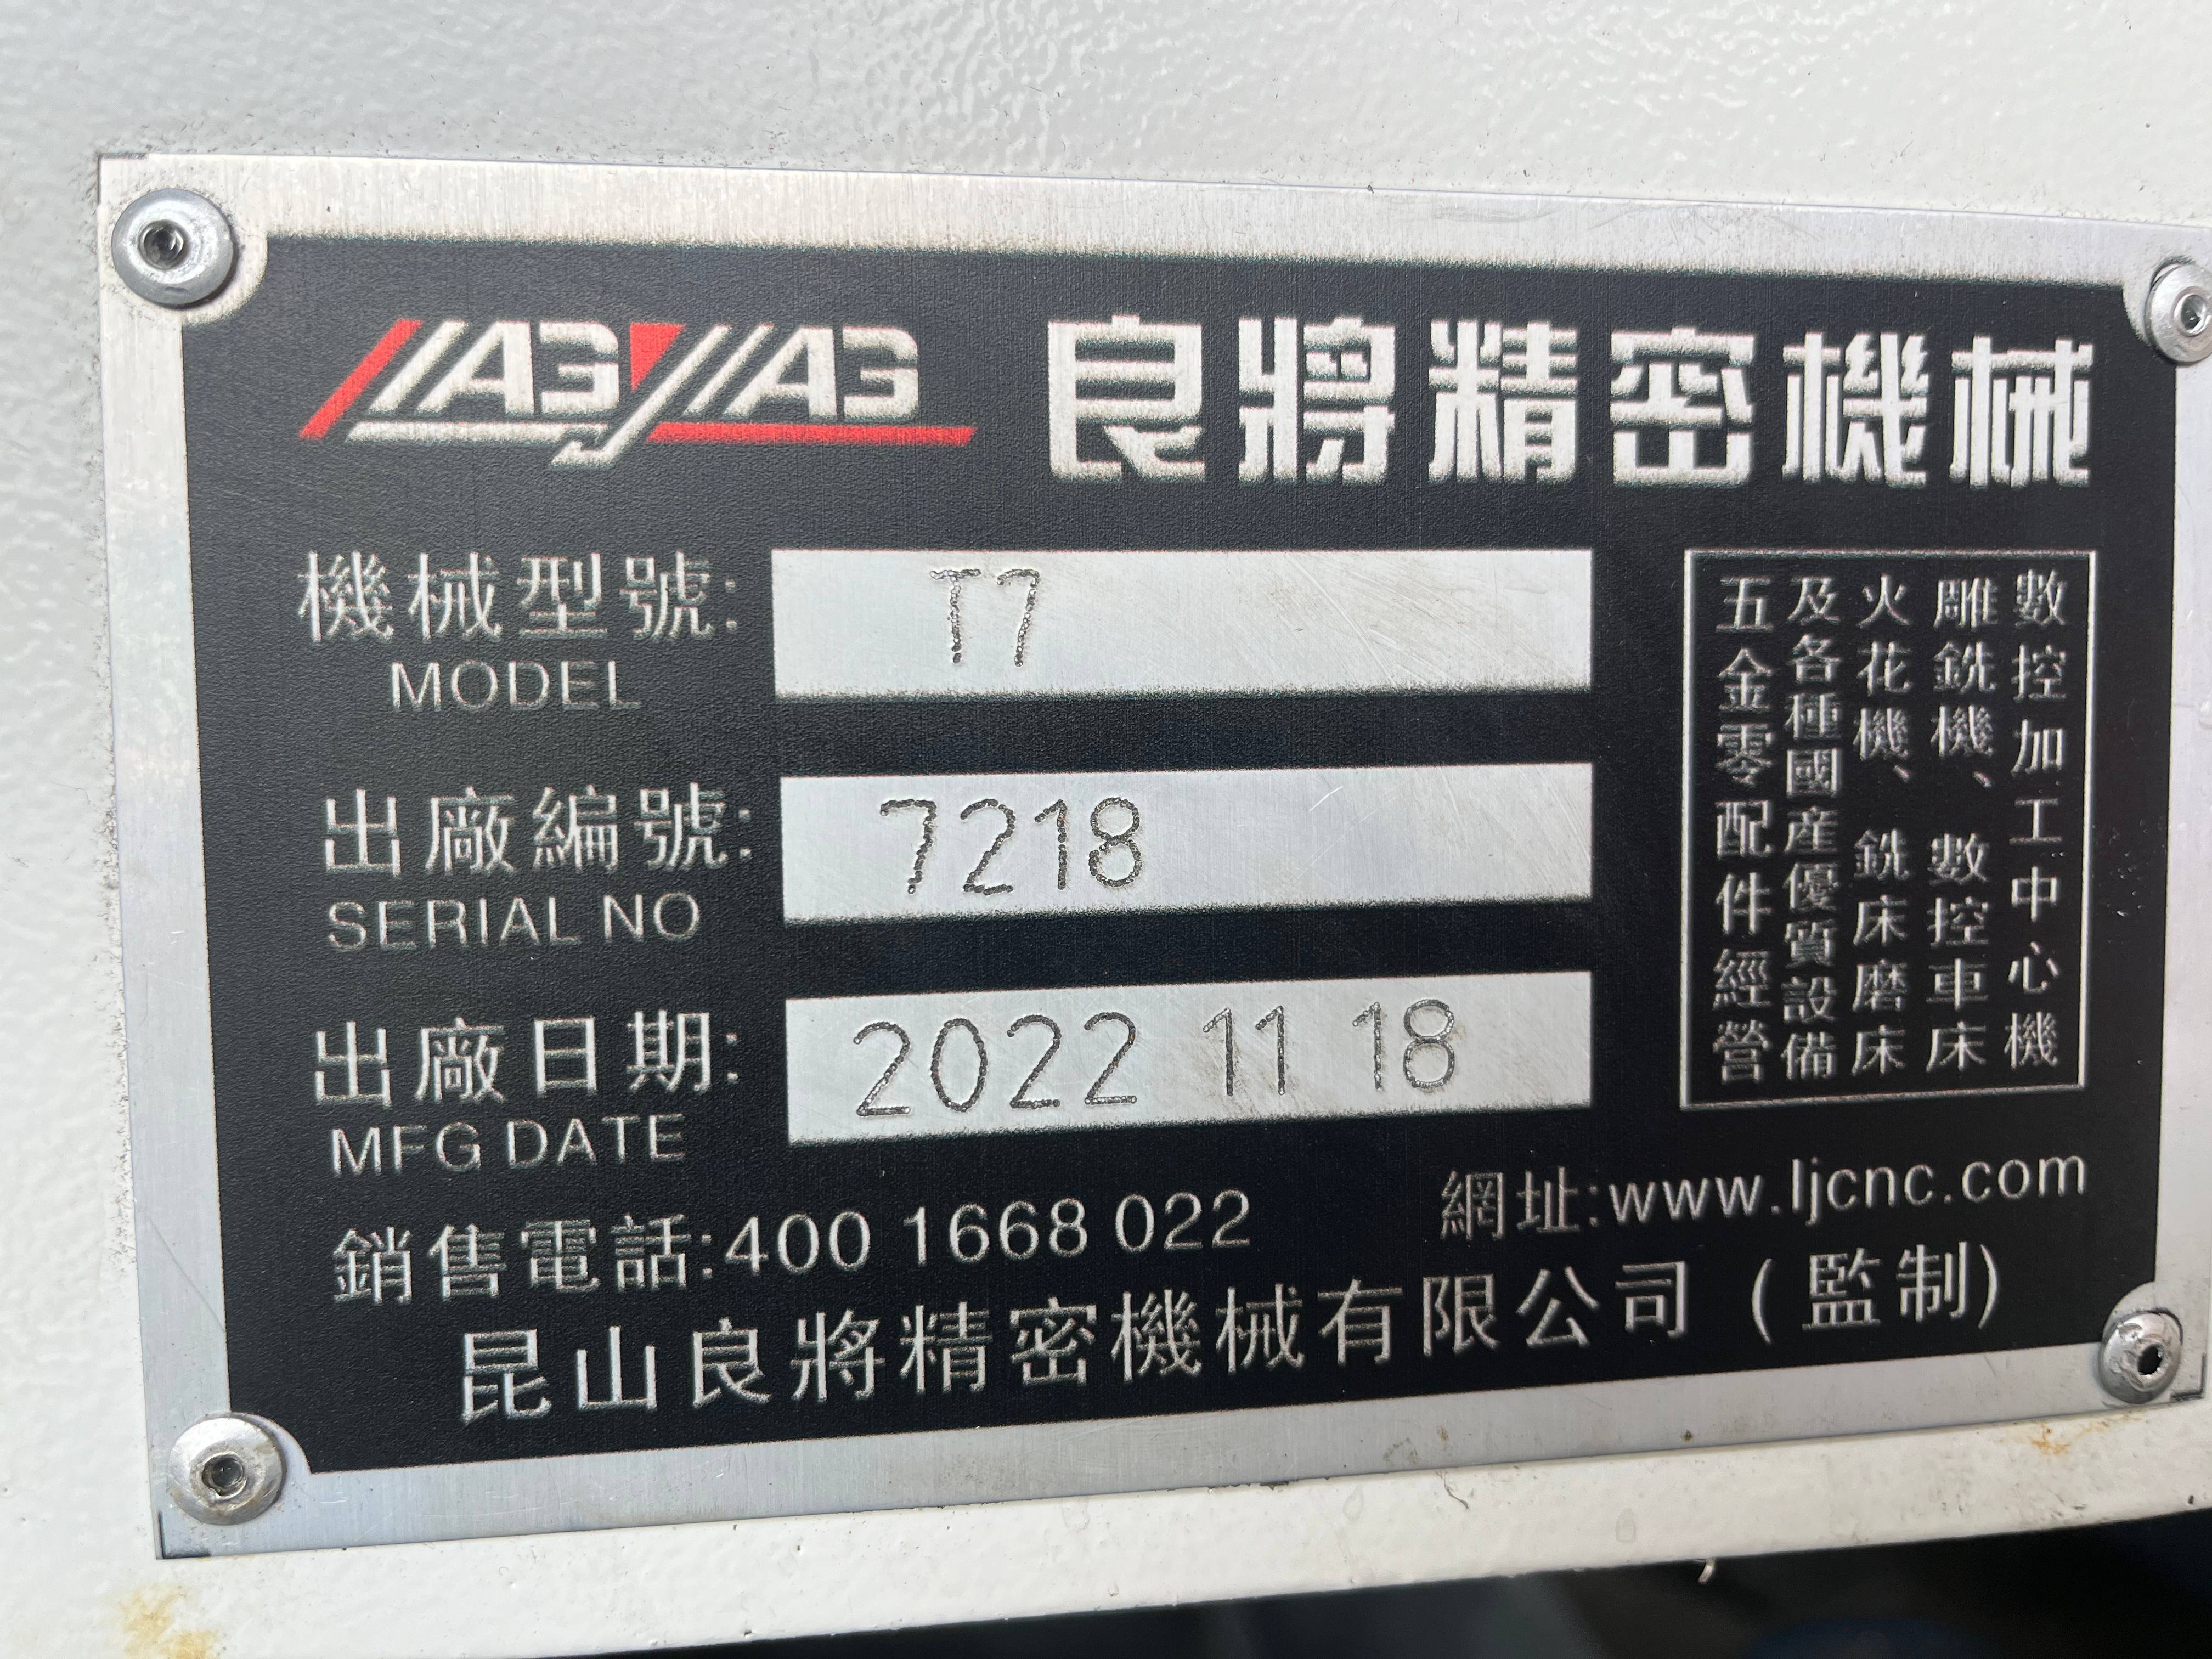 良將精密機械
機械型號: T7
MODEL
出廠編號: 7218
SERIAL NO
出廠日期: 2022 11 18
MFG DATE
數控加工中心機
雕銑機、數控車床
火花機、銑床磨床
及各種國産優質設備
五金零配件經營
銷售電話:400 1668 022
網址:www.ljcnc.com
昆山良將精密機械有限公司（監制）